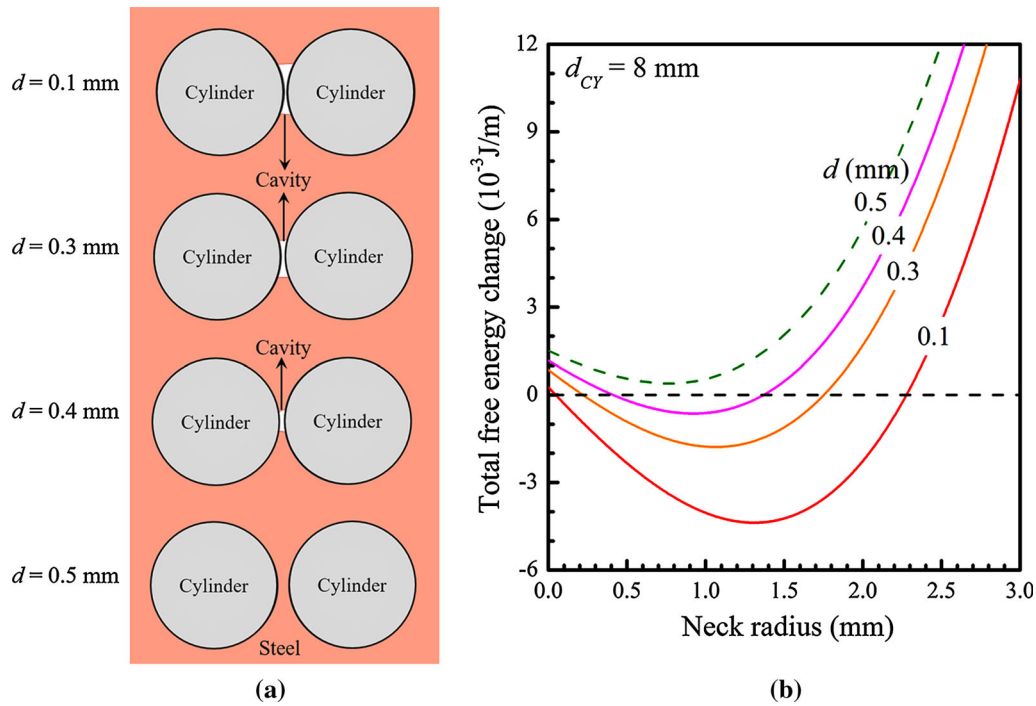 d = 0.1 mm
Cylinder Cylinder
Cavity
d = 0.3 mm
Cylinder Cylinder
Cavity
d = 0.4 mm
Cylinder Cylinder
d = 0.5 mm
Cylinder Cylinder
Steel
(a)
Total free energy change (10⁻³J/m)
12
9
6
3
0
-3
-6
d_CY = 8 mm
d (mm)
0.5
0.4
0.3
0.1
0.0 0.5 1.0 1.5 2.0 2.5 3.0
Neck radius (mm)
(b)